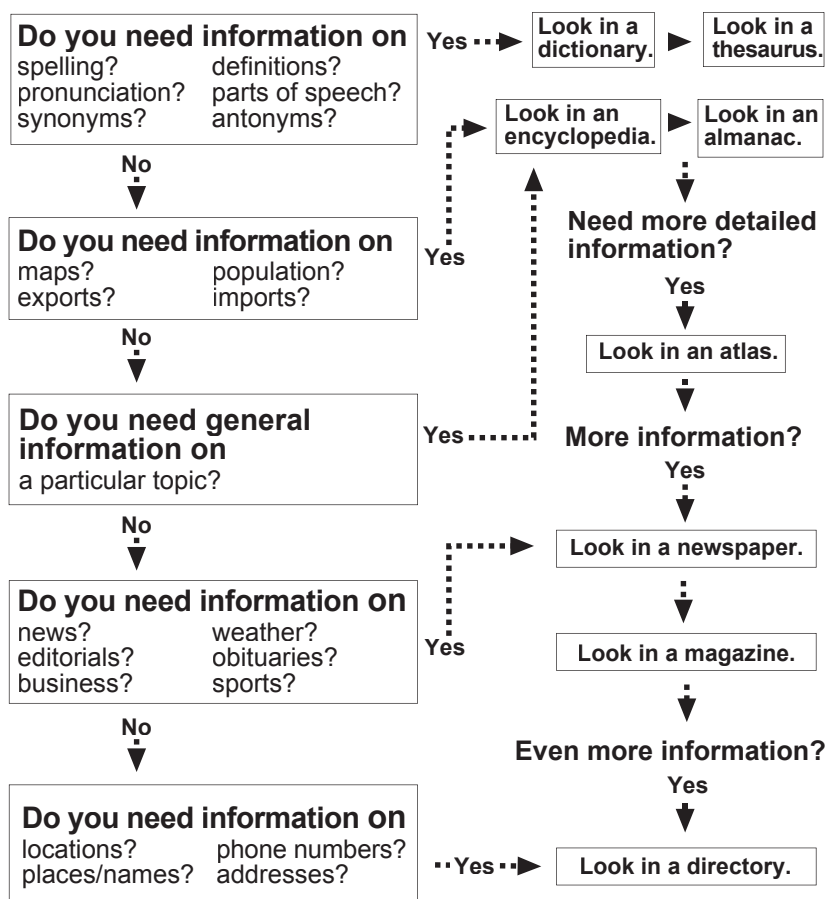 Do you need information on
spelling? definitions?
pronunciation? parts of speech?
synonyms? antonyms?
Yes
Look in a
dictionary.
Look in a
thesaurus.
No
Do you need information on
maps? population?
exports? imports?
Yes
Look in an
encyclopedia.
Look in an
almanac.
Need more detailed
information?
Yes
Look in an atlas.
No
Do you need general
information on
a particular topic?
Yes
More information?
Yes
No
Do you need information on
news? weather?
editorials? obituaries?
business? sports?
Yes
Look in a newspaper.
Look in a magazine.
Even more information?
Yes
No
Do you need information on
locations? phone numbers?
places/names? addresses?
Yes
Look in a directory.